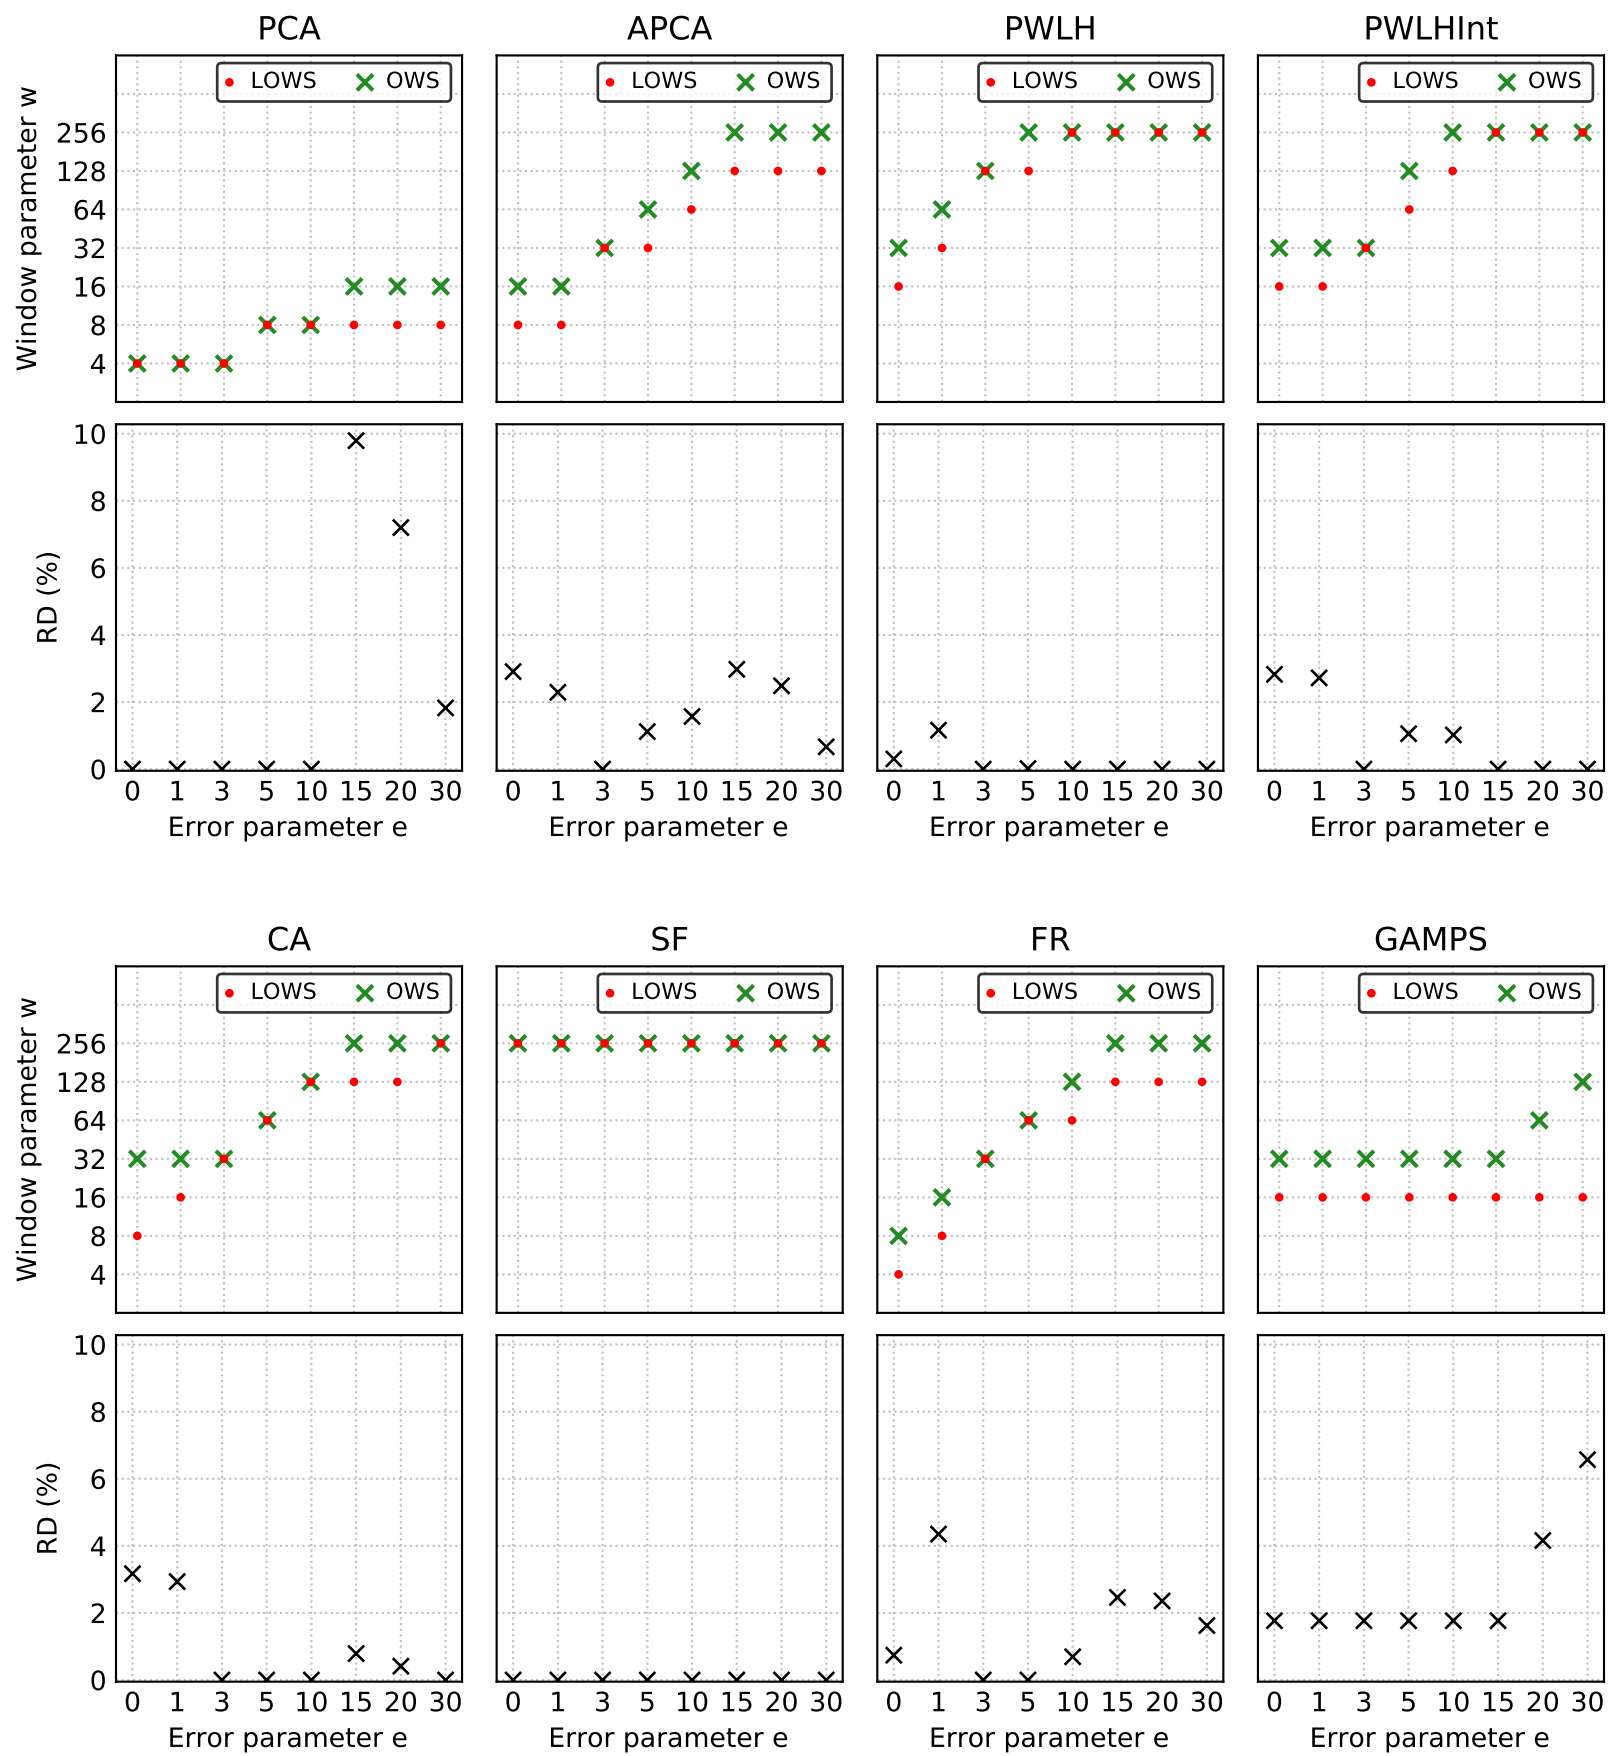 PCA APCA PWLH PWLHInt
LOWS OWS LOWS OWS LOWS OWS LOWS OWS
Window parameter w
256
128
64
32
16
8
4
RD (%)
10
8
6
4
2
0
0 1 3 5 10 15 20 30 0 1 3 5 10 15 20 30 0 1 3 5 10 15 20 30 0 1 3 5 10 15 20 30
Error parameter e Error parameter e Error parameter e Error parameter e
CA SF FR GAMPS
LOWS OWS LOWS OWS LOWS OWS LOWS OWS
Window parameter w
256
128
64
32
16
8
4
RD (%)
10
8
6
4
2
0
0 1 3 5 10 15 20 30 0 1 3 5 10 15 20 30 0 1 3 5 10 15 20 30 0 1 3 5 10 15 20 30
Error parameter e Error parameter e Error parameter e Error parameter e